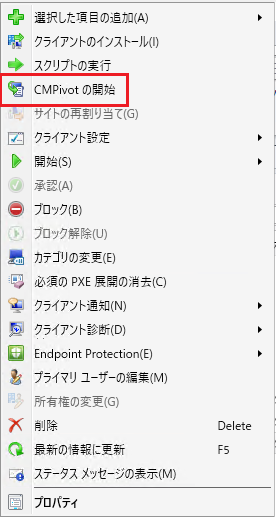 選択した項目の追加(A)
クライアントのインストール(I)
スクリプトの実行
CMPivot の開始
サイトの再割り当て(G)
クライアント設定
開始(S)
承認(A)
ブロック(B)
ブロック解除(U)
カテゴリの変更(E)
必須の PXE 展開の消去(C)
クライアント通知(N)
クライアント診断(D)
Endpoint Protection(E)
プライマリ ユーザーの編集(M)
所有権の変更(G)
削除 Delete
最新の情報に更新 F5
ステータス メッセージの表示(M)
プロパティ